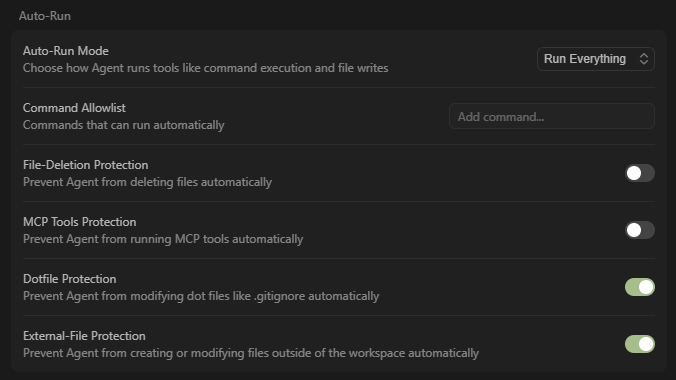 Auto-Run
Auto-Run Mode
Choose how Agent runs tools like command execution and file writes
Run Everything
Command Allowlist
Commands that can run automatically
Add command...
File-Deletion Protection
Prevent Agent from deleting files automatically
MCP Tools Protection
Prevent Agent from running MCP tools automatically
Dotfile Protection
Prevent Agent from modifying dot files like .gitignore automatically
External-File Protection
Prevent Agent from creating or modifying files outside of the workspace automatically